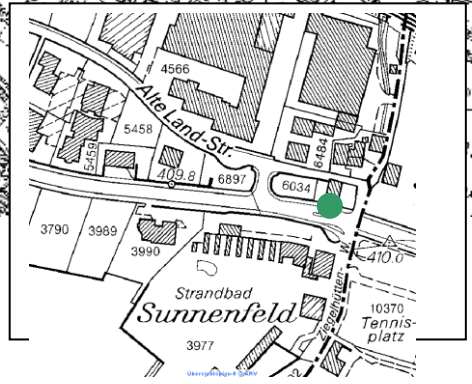 4566
Alte Land-Str.
5458
5459
6484
409.8
6897
6034
3790
3989
3990
410.0
Strandbad
Sunnenfeld
Ziegelhütten-
W.
10370
Tennis-
platz
3977